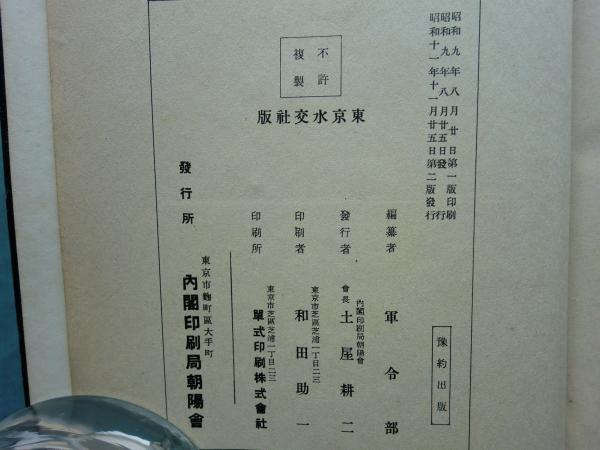 昭和九年八月廿日第一版印刷
昭和九年八月廿五日發行
昭和十一年十一月廿五日第二版發行
豫約出版
不許
複製
東京水交社版
編纂者 軍令部
發行者 內閣印刷局朝陽會
會長 土屋耕二
印刷者 東京市芝區芝浦一丁目二三
和田助一
印刷所 東京市芝區芝浦一丁目二三
單式印刷株式會社
發行所 東京市麴町區大手町
內閣印刷局朝陽會